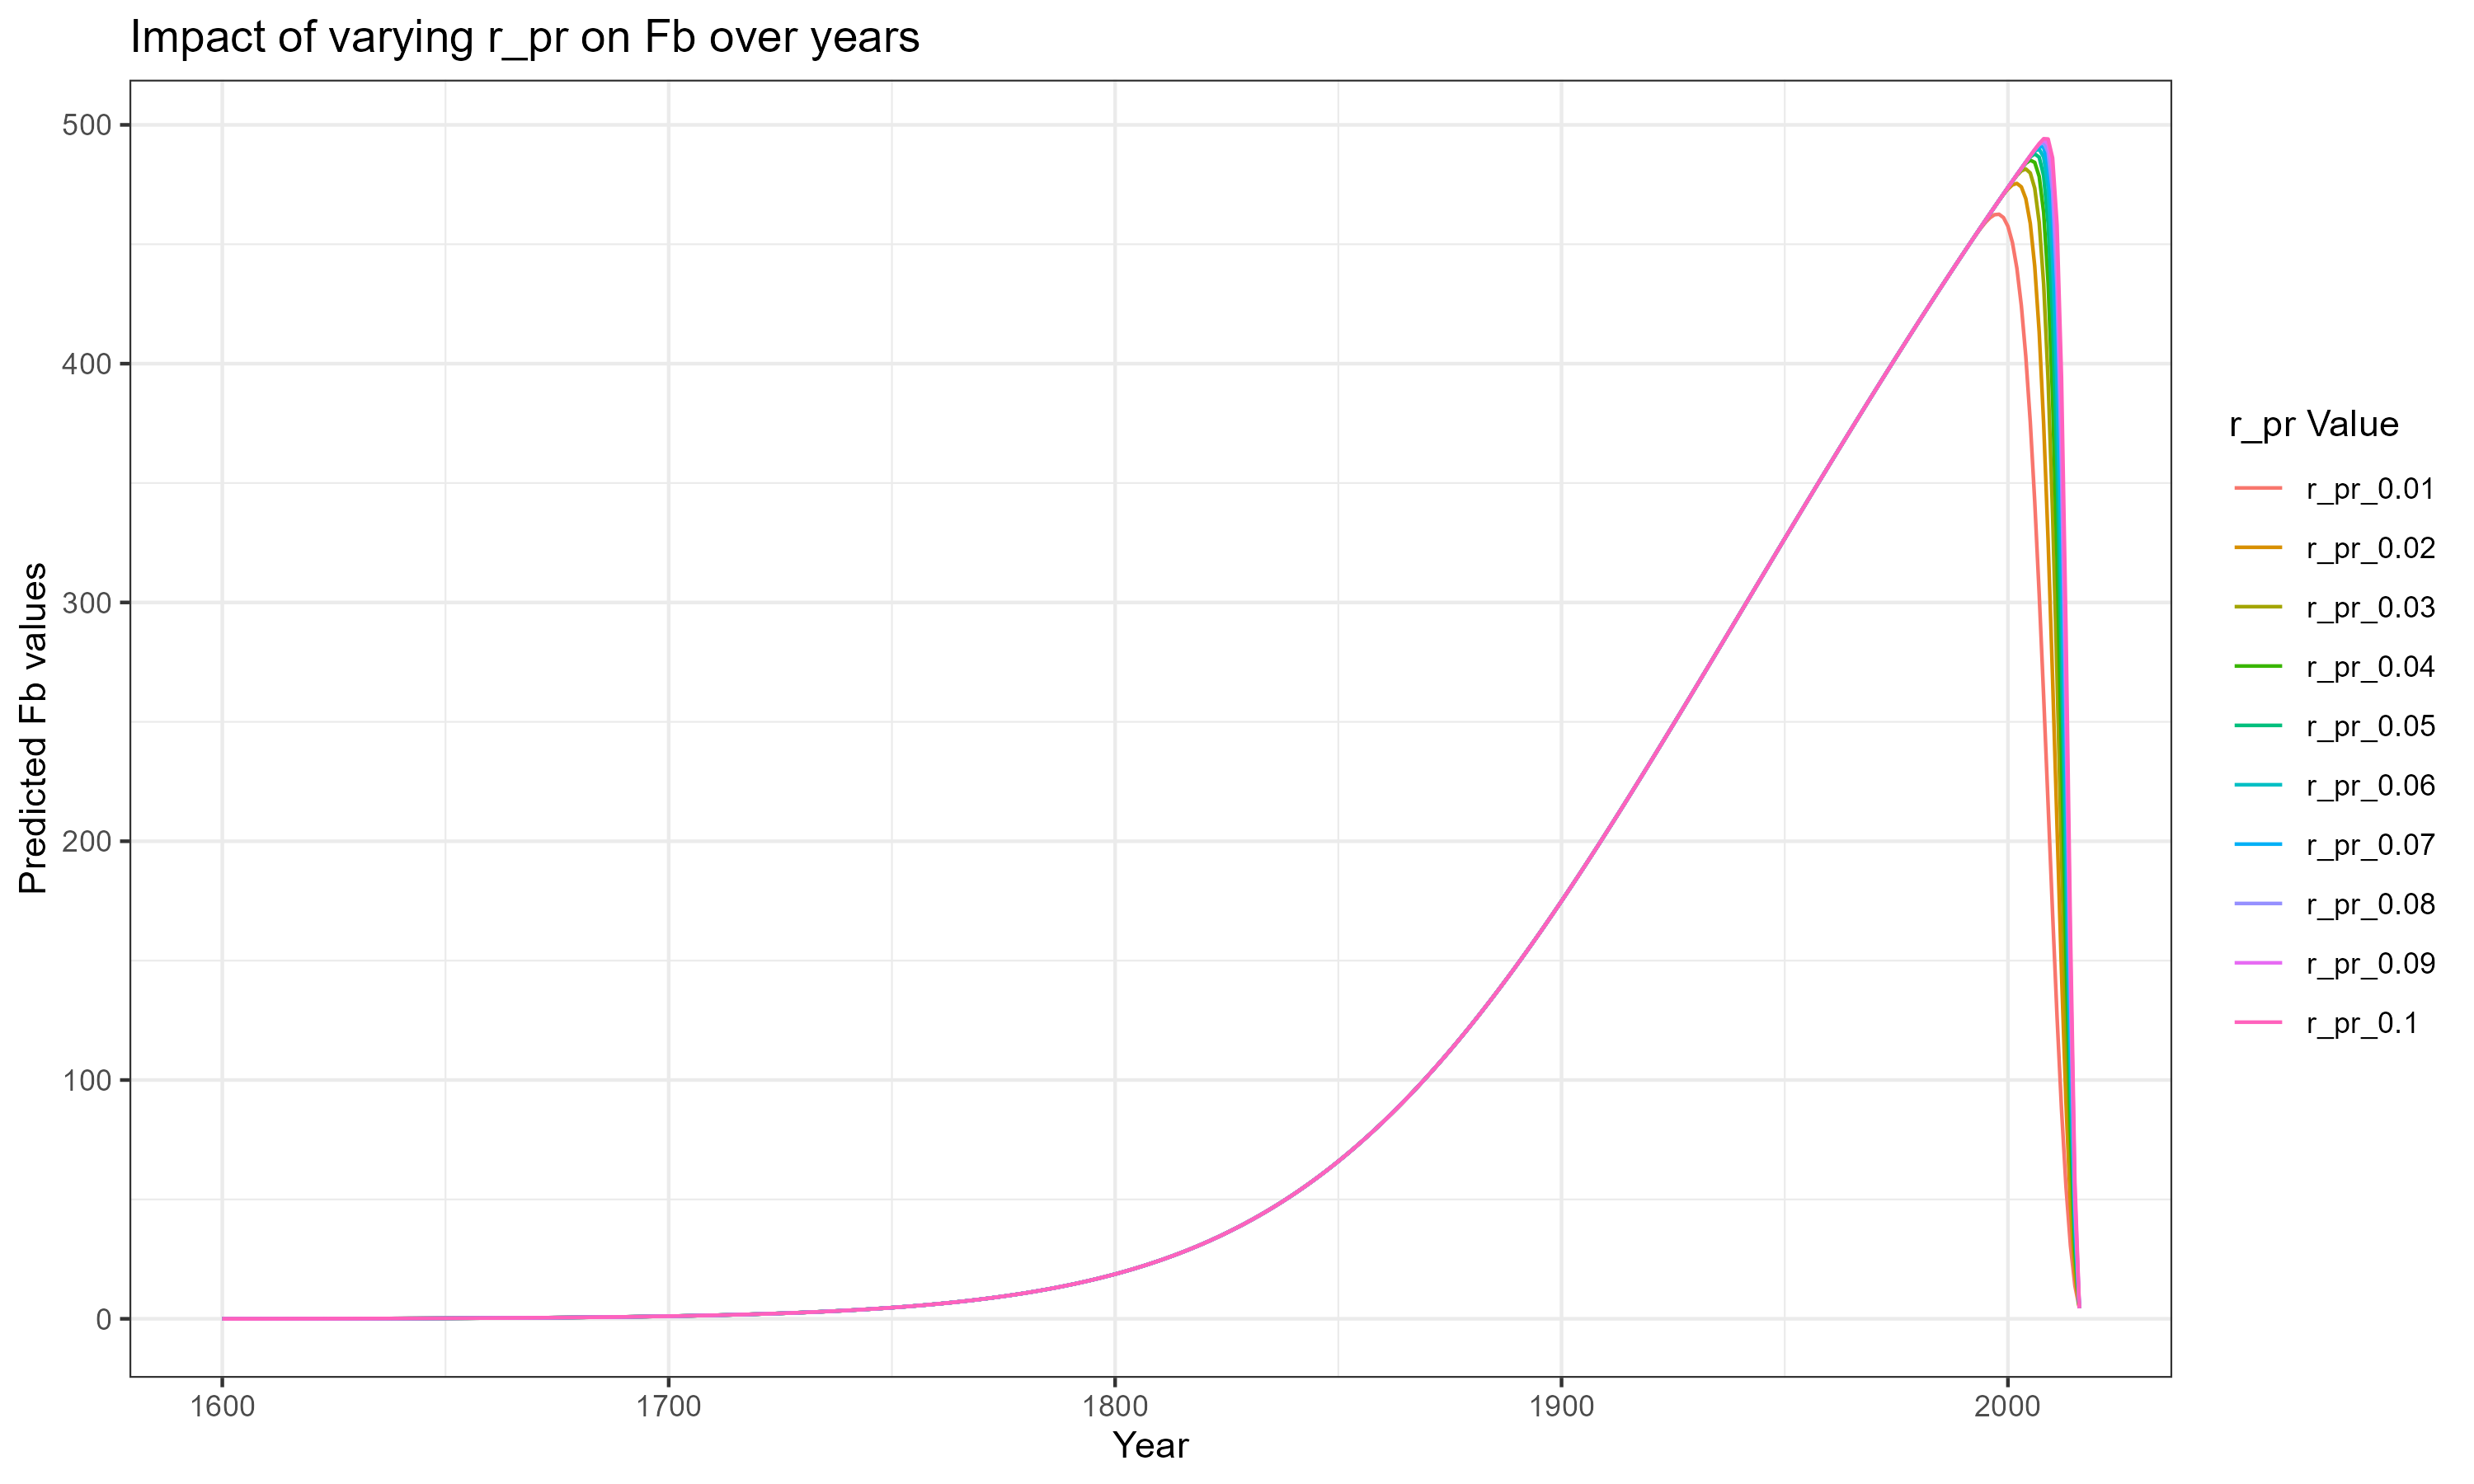 Impact of varying r_pr on Fb over years
Predicted Fb values
500
400
300
200
100
0
1600 1700 1800 1900 2000
Year
r_pr Value
r_pr_0.01
r_pr_0.02
r_pr_0.03
r_pr_0.04
r_pr_0.05
r_pr_0.06
r_pr_0.07
r_pr_0.08
r_pr_0.09
r_pr_0.1